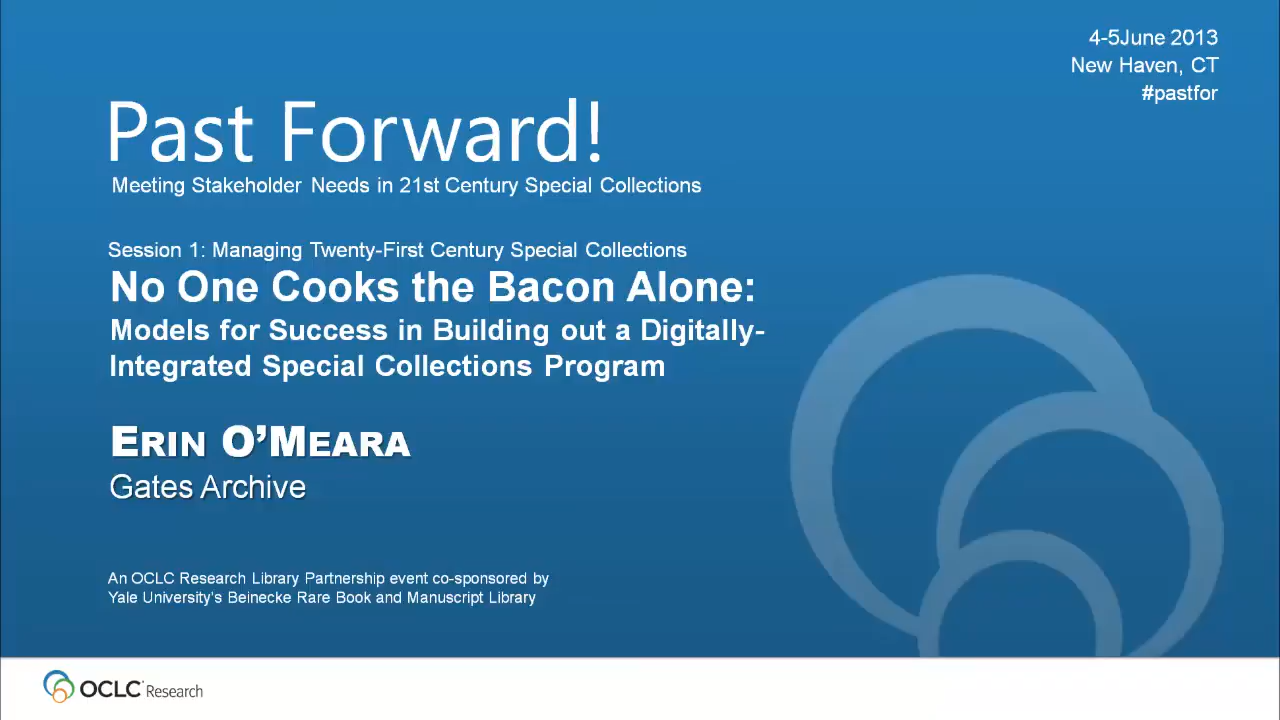 4-5June 2013
New Haven, CT
#pastfor
Past Forward!
Meeting Stakeholder Needs in 21st Century Special Collections
Session 1: Managing Twenty-First Century Special Collections
No One Cooks the Bacon Alone:
Models for Success in Building out a Digitally-
Integrated Special Collections Program
ERIN O’MEARA
Gates Archive
An OCLC Research Library Partnership event co-sponsored by
Yale University's Beinecke Rare Book and Manuscript Library
OCLC Research